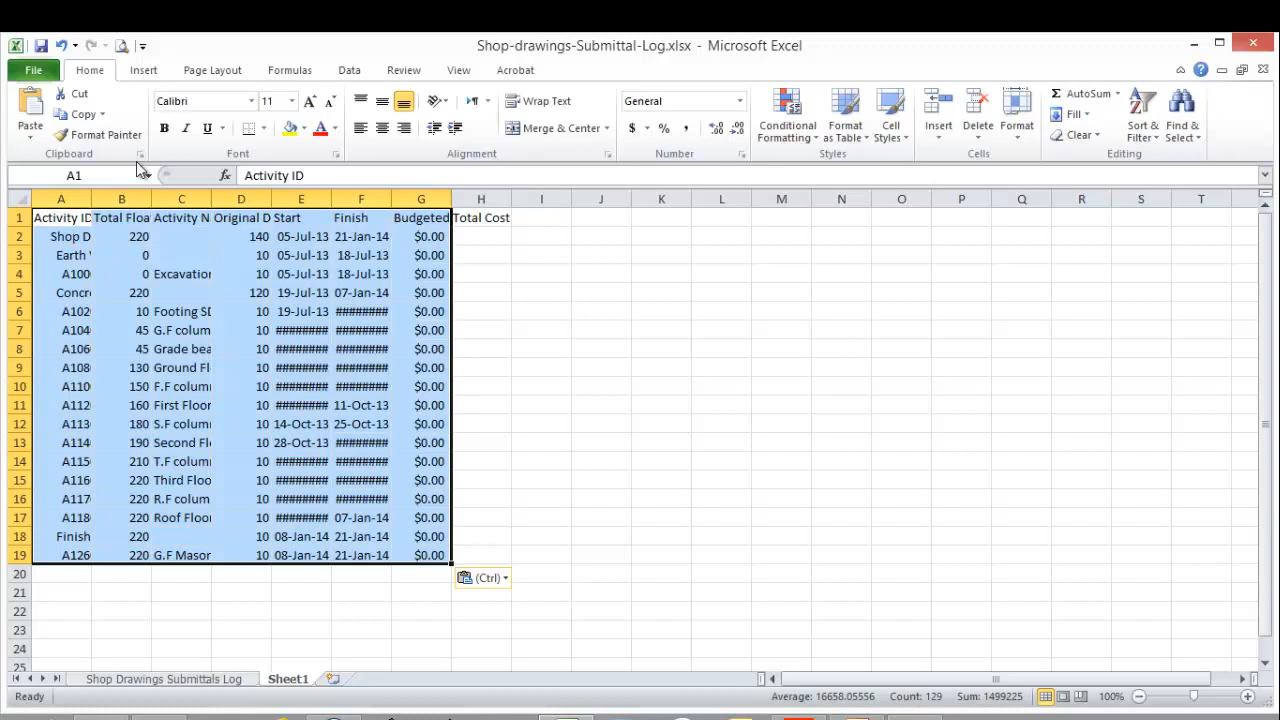 Shop-drawings-Submittal-Log.xlsx - Microsoft Excel
File Home Insert Page Layout Formulas Data Review View Acrobat
Paste Cut Copy Format Painter Clipboard
Calibri 11 B I U A A A Font
Wrap Text Merge & Center Alignment
General $ % , Number
Conditional Formatting Format as Table Cell Styles Styles
Insert Delete Format Cells
AutoSum Fill Clear Sort & Filter Find & Select Editing
A1 fx Activity ID
A B C D E F G H I J K L M N O P Q R S T
1 Activity ID Total Floa Activity N Original D Start Finish Budgeted Total Cost
2 Shop D 220 140 05-Jul-13 21-Jan-14 $0.00
3 Earth 0 10 05-Jul-13 18-Jul-13 $0.00
4 A100 0 Excavation 10 05-Jul-13 18-Jul-13 $0.00
5 Concre 220 120 19-Jul-13 07-Jan-14 $0.00
6 A102 10 Footing SD 10 19-Jul-13 ######## $0.00
7 A104 45 G.F colum 10 ######## ######## $0.00
8 A106 45 Grade bea 10 ######## ######## $0.00
9 A108 130 Ground Fl 10 ######## ######## $0.00
10 A110 150 F.F colum 10 ######## ######## $0.00
11 A112 160 First Floor 10 ######## 11-Oct-13 $0.00
12 A113 180 S.F colum 10 14-Oct-13 25-Oct-13 $0.00
13 A114 190 Second Fl 10 28-Oct-13 ######## $0.00
14 A115 210 T.F colum 10 ######## ######## $0.00
15 A116 220 Third Floo 10 ######## ######## $0.00
16 A117 220 R.F colum 10 ######## ######## $0.00
17 A118 220 Roof Floor 10 ######## 07-Jan-14 $0.00
18 Finish 220 10 08-Jan-14 21-Jan-14 $0.00
19 A126 220 G.F Mason 10 08-Jan-14 21-Jan-14 $0.00
20 (Ctrl)
21
22
23
24
25
Shop Drawings Submittals Log Sheet1
Ready Average: 16658.05556 Count: 129 Sum: 1499225 100%